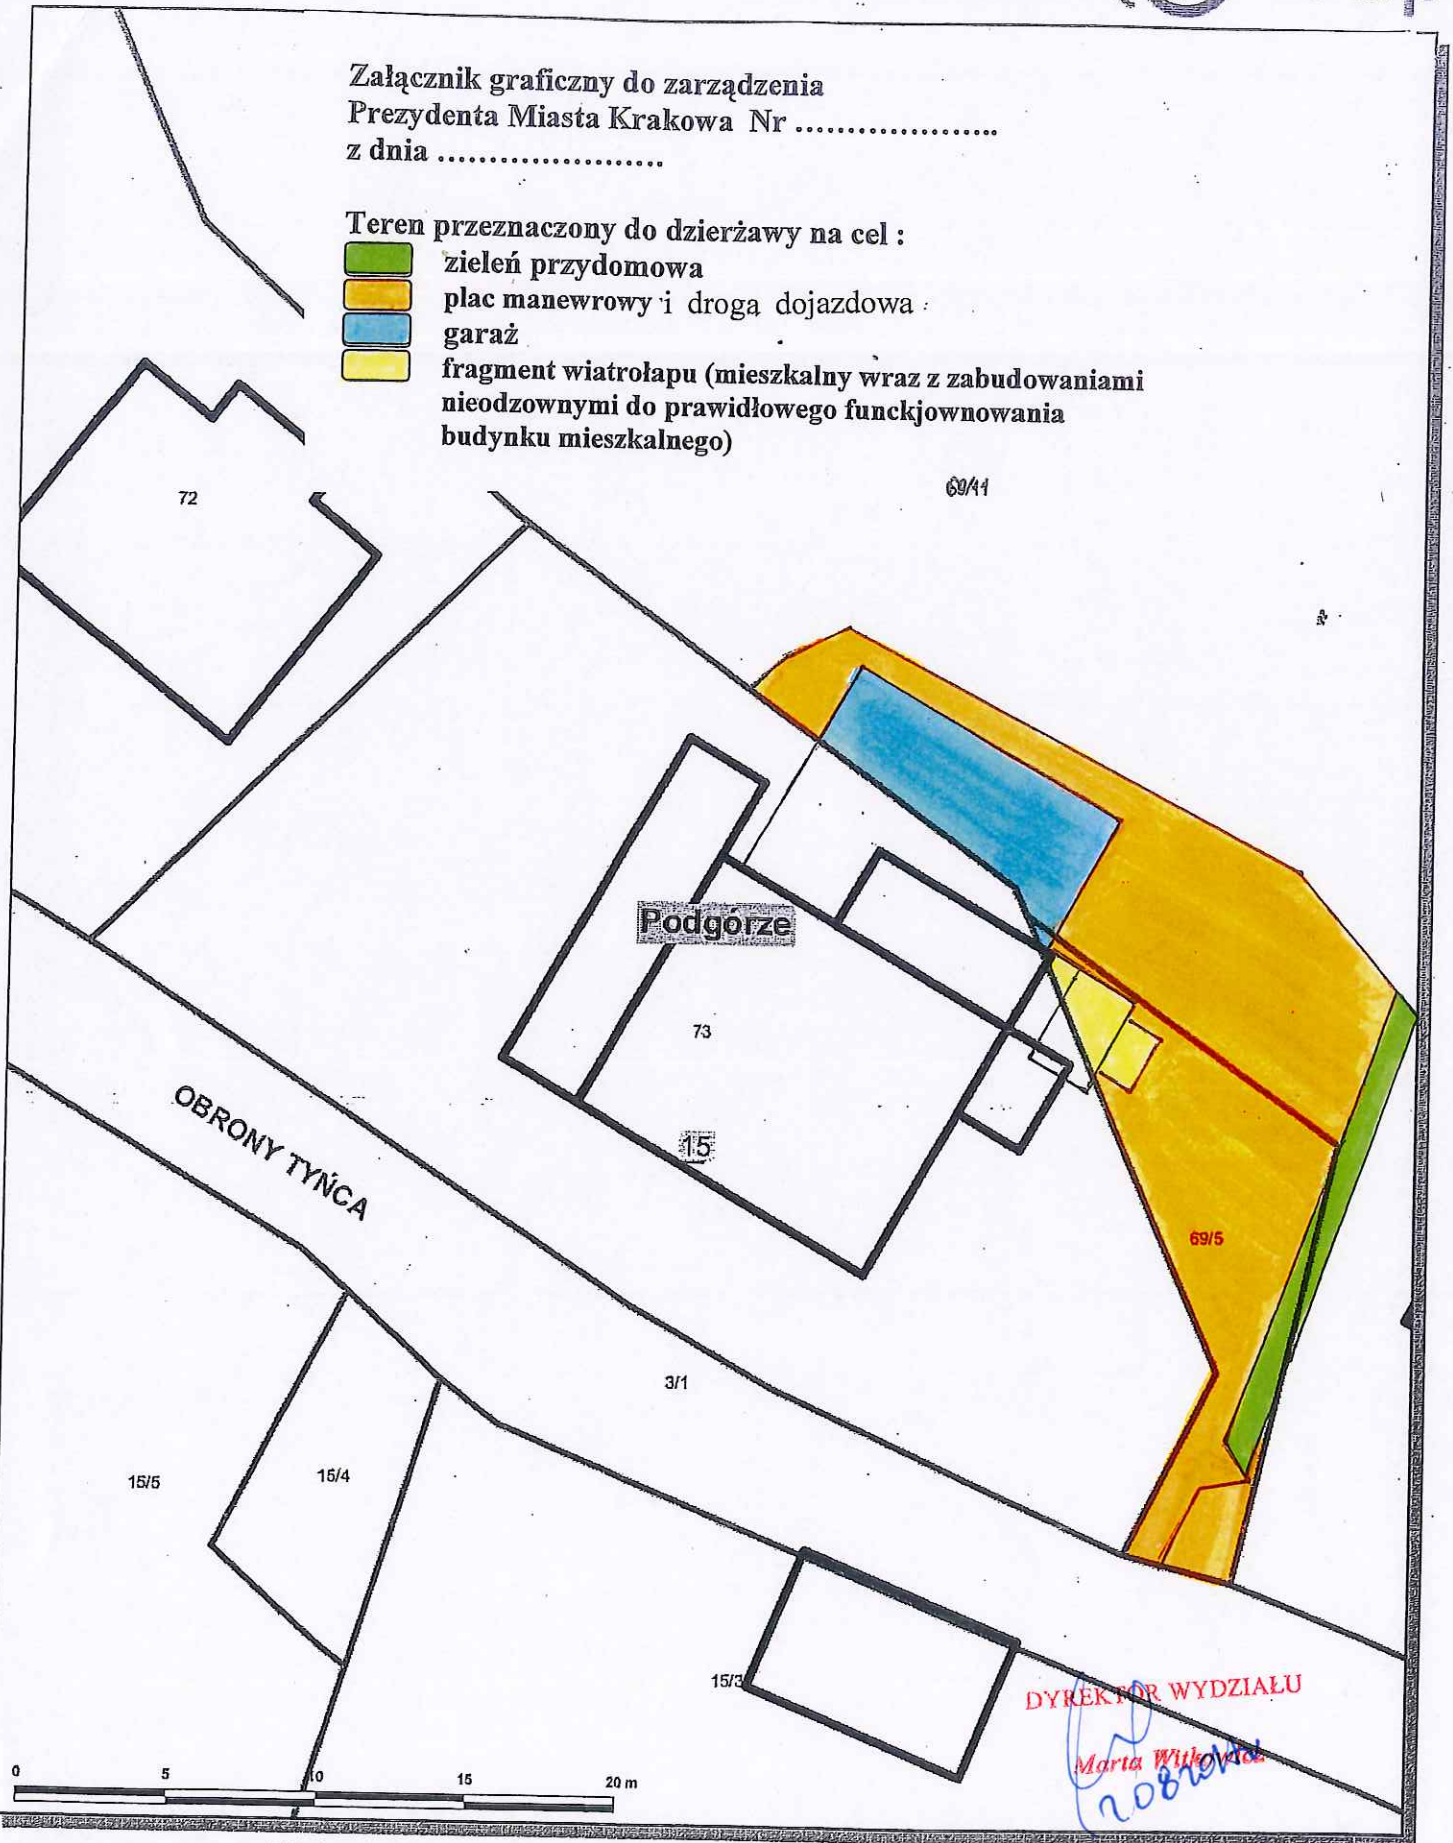 Załącznik graficzny do zarządzenia
Prezydenta Miasta Krakowa Nr ....................
z dnia ......................
Teren przeznaczony do dzierżawy na cel :
zieleń przydomowa
plac manewrowy i droga dojazdowa
garaż
fragment wiatrołapu (mieszkalny wraz z zabudowaniami
nieodzownymi do prawidłowego funckjownowania
budynku mieszkalnego)
72
69/11
Podgórze
73
15
OBRONY TYŃCA
69/5
3/1
15/5
15/4
15/3
DYREKTOR WYDZIAŁU
Marta Witkowicz
0 5 10 15 20 m